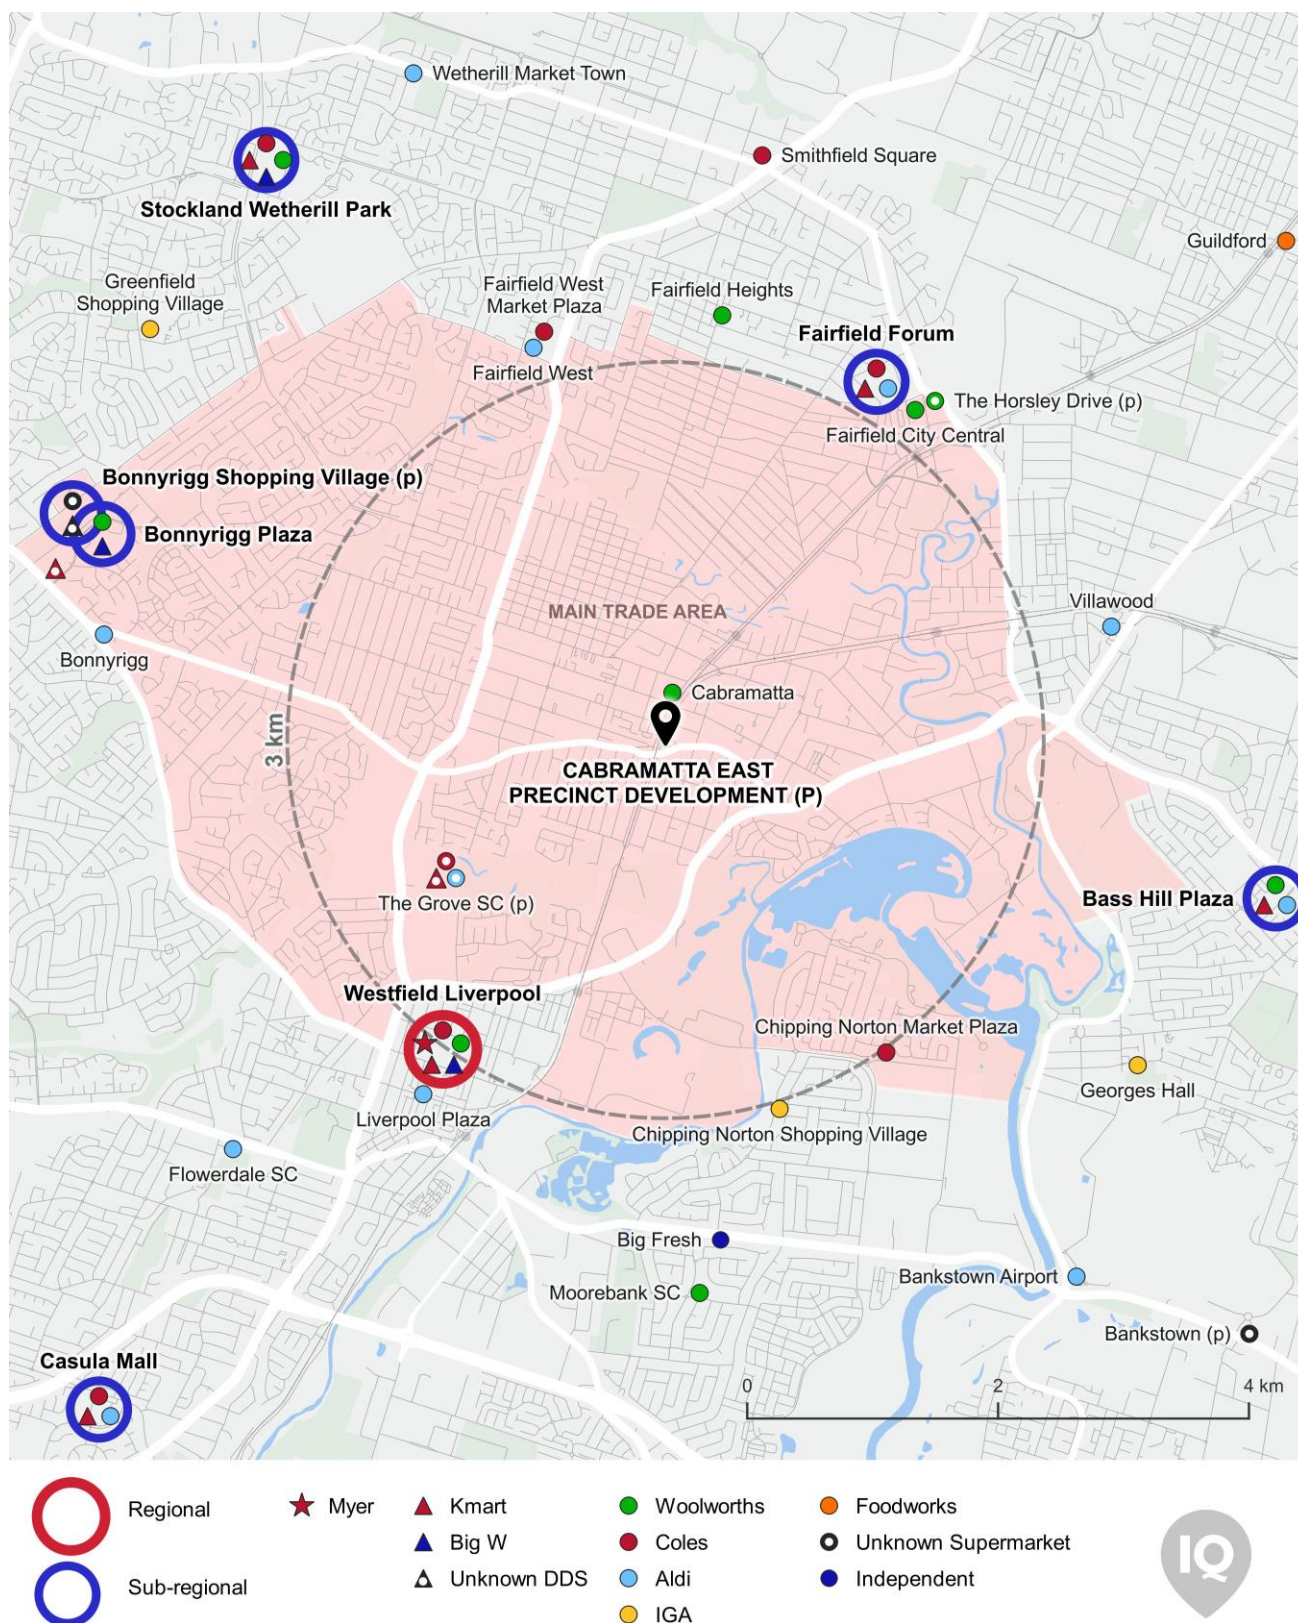 Wetherill Market Town
Smithfield Square
Stockland Wetherill Park
Guildford
Greenfield
Shopping Village
Fairfield West
Market Plaza
Fairfield Heights
Fairfield Forum
Fairfield West
The Horsley Drive (p)
Fairfield City Central
Bonnyrigg Shopping Village (p)
Bonnyrigg Plaza
MAIN TRADE AREA
Villawood
Bonnyrigg
Cabramatta
3 km
CABRAMATTA EAST
PRECINCT DEVELOPMENT (P)
The Grove SC (p)
Bass Hill Plaza
Westfield Liverpool
Chipping Norton Market Plaza
Georges Hall
Liverpool Plaza
Chipping Norton Shopping Village
Flowerdale SC
Big Fresh
Bankstown Airport
Moorebank SC
Bankstown (p)
Casula Mall
0 2 4 km
Regional Myer Kmart Woolworths Foodworks
Big W Coles Unknown Supermarket
Sub-regional Unknown DDS Aldi Independent
IGA
IQ